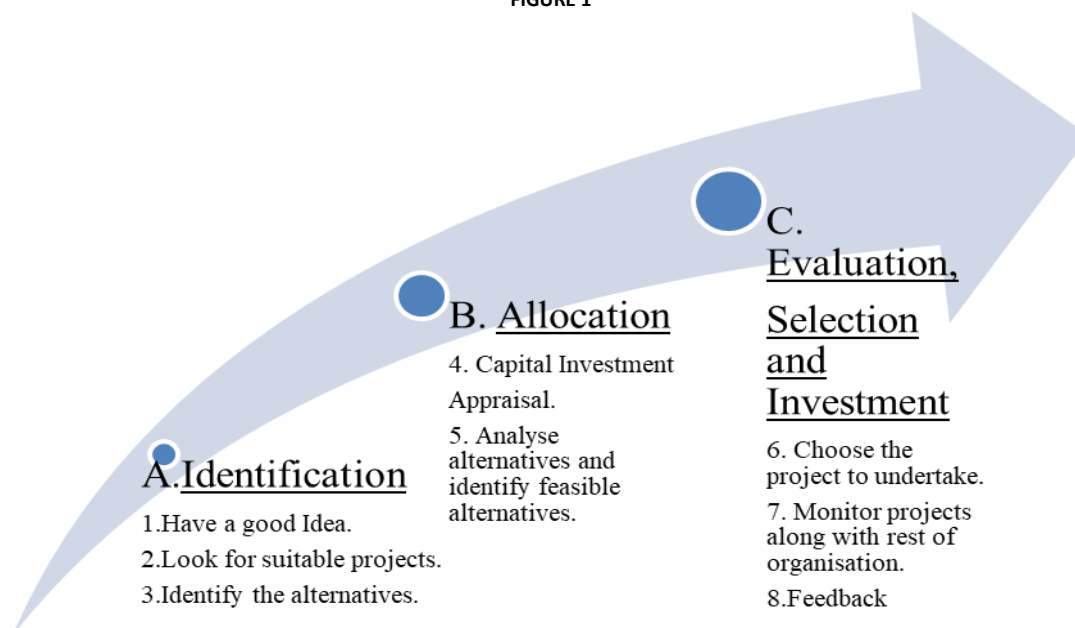 FIGURE 1
A.Identification
1.Have a good Idea.
2.Look for suitable projects.
3.Identify the alternatives.
B. Allocation
4. Capital Investment
Appraisal.
5. Analyse
alternatives and
identify feasible
alternatives.
C.
Evaluation,
Selection
and
Investment
6. Choose the
project to undertake.
7. Monitor projects
along with rest of
organisation.
8.Feedback